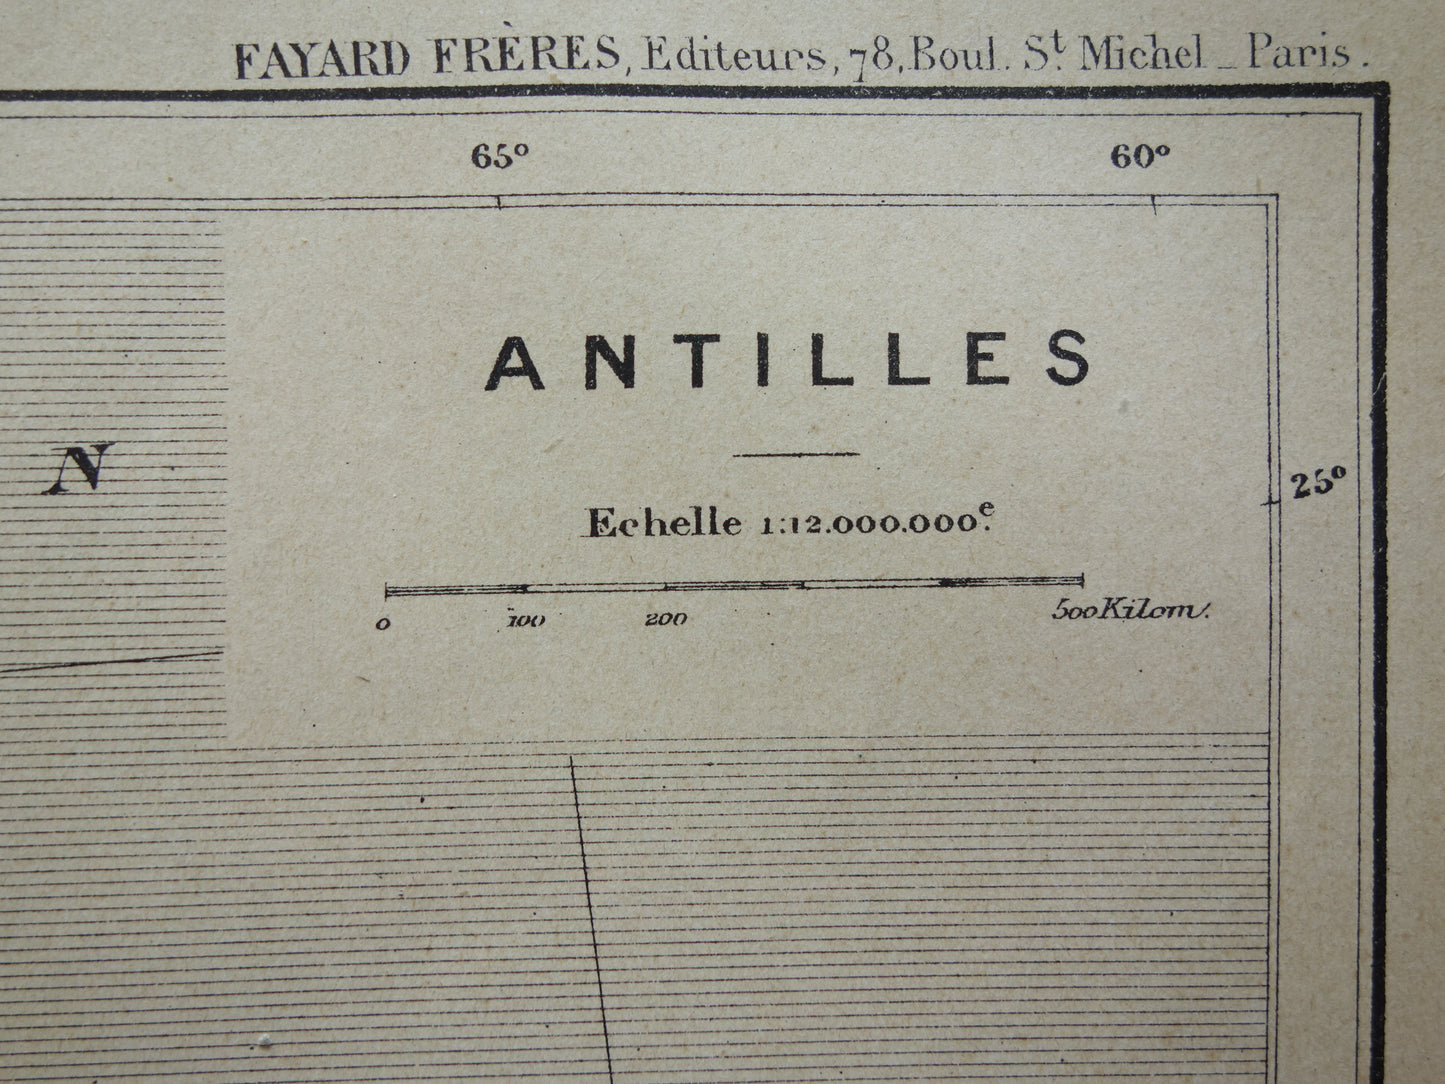 FAYARD FRÈRES, Editeurs, 78, Boul. St Michel _ Paris.
65° 60°
ANTILLES
N
25°
Echelle 1:12.000.000e.
0 100 200 500 Kilom.